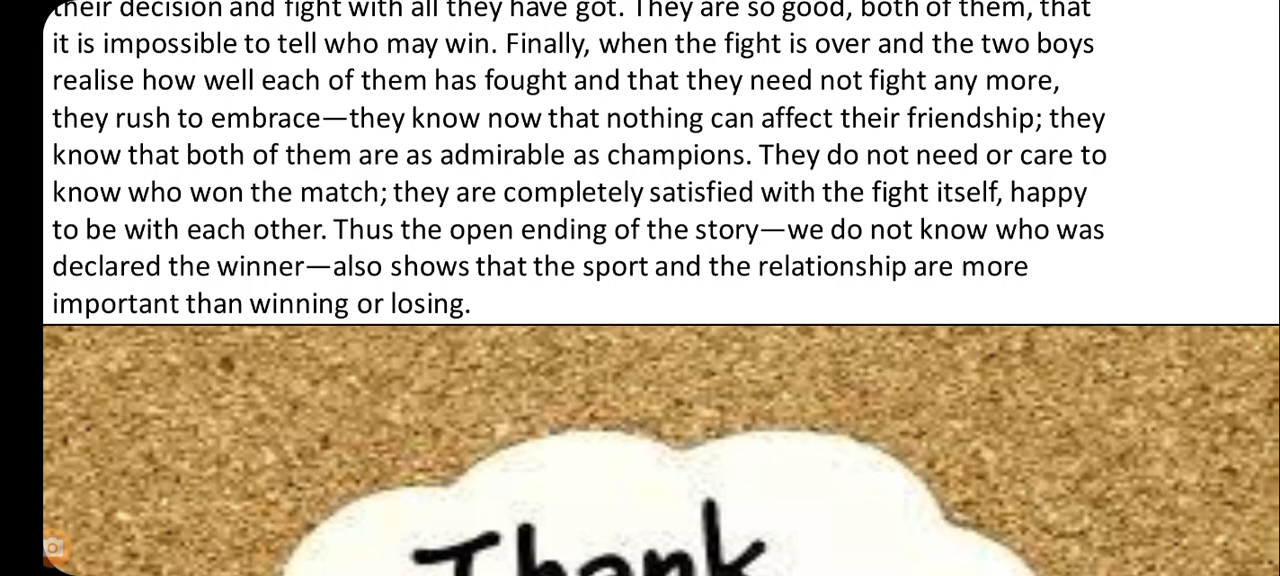 their decision and fight with all they have got. They are so good, both of them, that
it is impossible to tell who may win. Finally, when the fight is over and the two boys
realise how well each of them has fought and that they need not fight any more,
they rush to embrace—they know now that nothing can affect their friendship; they
know that both of them are as admirable as champions. They do not need or care to
know who won the match; they are completely satisfied with the fight itself, happy
to be with each other. Thus the open ending of the story—we do not know who was
declared the winner—also shows that the sport and the relationship are more
important than winning or losing.
Thank